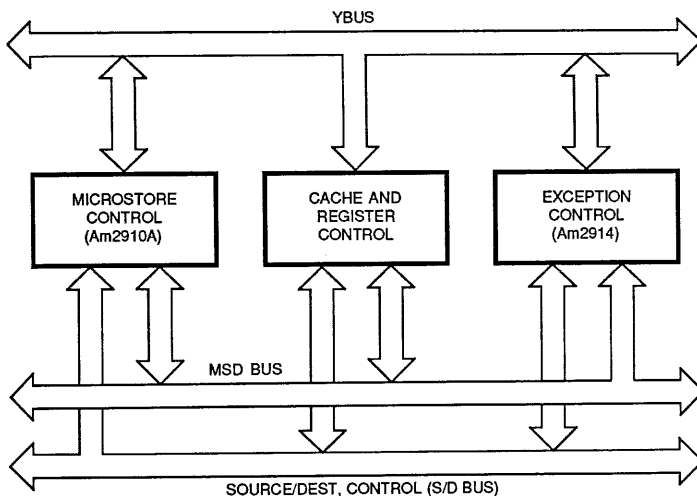 YBUS
MICROSTORE
CONTROL
(Am2910A)
CACHE AND
REGISTER
CONTROL
EXCEPTION
CONTROL
(Am2914)
MSD BUS
SOURCE/DEST, CONTROL (S/D BUS)